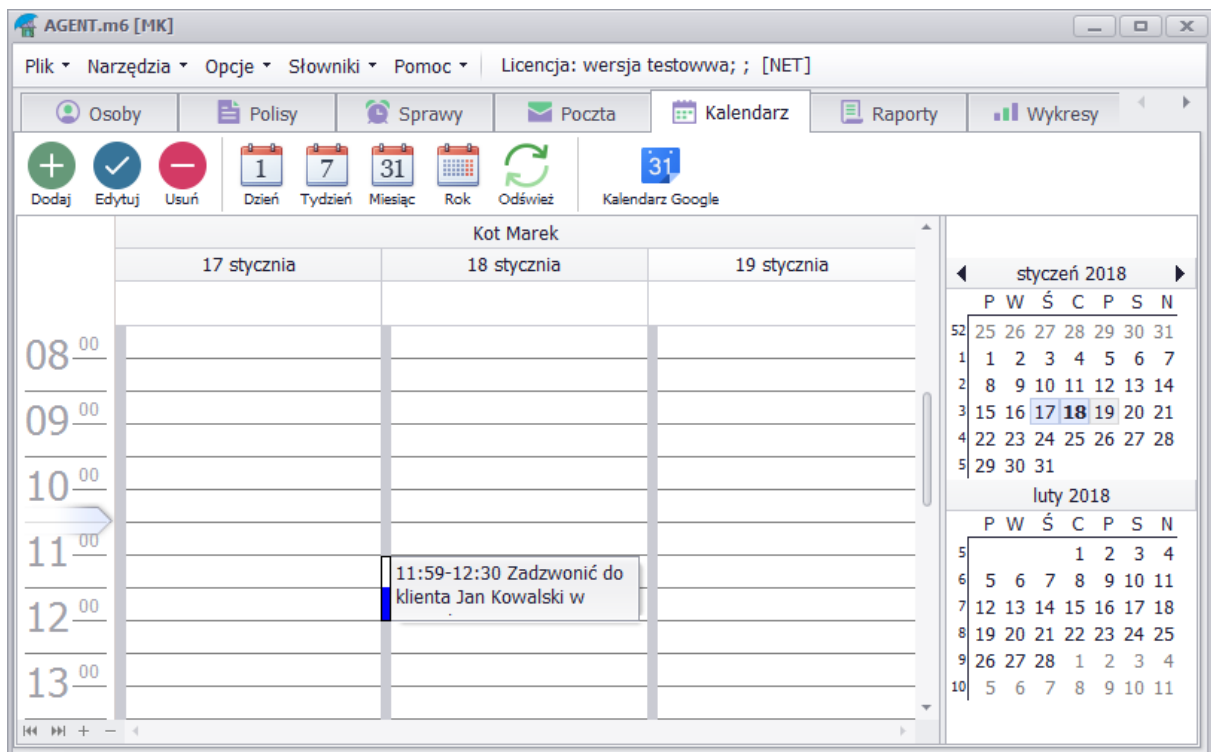 AGENT.m6 [MK]
Plik Narzędzia Opcje Słowniki Pomoc Licencja: wersja testowwa; ; [NET]
Osoby Polisy Sprawy Poczta Kalendarz Raporty Wykresy
1 7 31 31
Dodaj Edytuj Usuń Dzień Tydzień Miesiąc Rok Odśwież Kalendarz Google
Kot Marek
17 stycznia 18 stycznia 19 stycznia
08 00
09 00
10 00
11 00
12 00
13 00
11:59-12:30 Zadzwonić do
klienta Jan Kowalski w
styczeń 2018
P W Ś C P S N
52 25 26 27 28 29 30 31
1 1 2 3 4 5 6 7
2 8 9 10 11 12 13 14
3 15 16 17 18 19 20 21
4 22 23 24 25 26 27 28
5 29 30 31
luty 2018
P W Ś C P S N
5 1 2 3 4
6 5 6 7 8 9 10 11
7 12 13 14 15 16 17 18
8 19 20 21 22 23 24 25
9 26 27 28 1 2 3 4
10 5 6 7 8 9 10 11